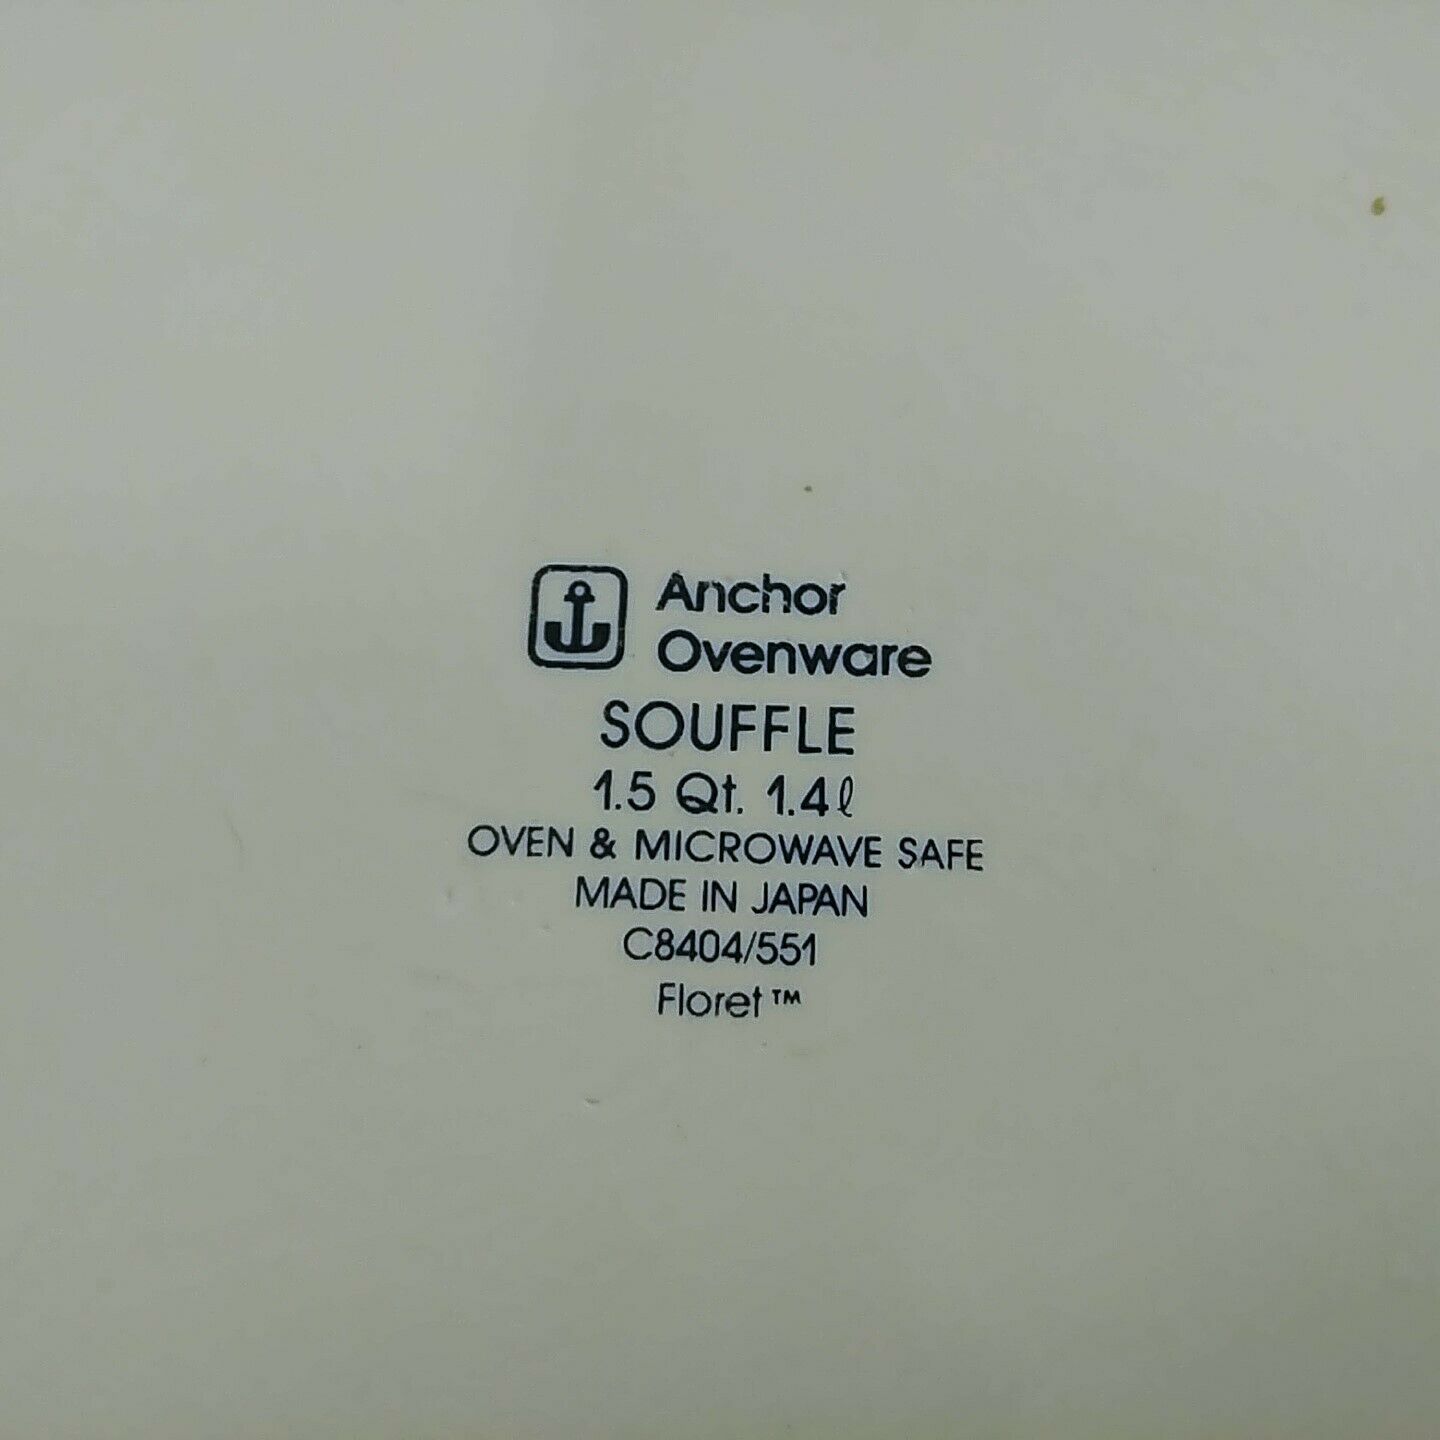 Anchor
Ovenware
SOUFFLE
1.5 Qt. 1.4ℓ
OVEN & MICROWAVE SAFE
MADE IN JAPAN
C8404/551
Floret™